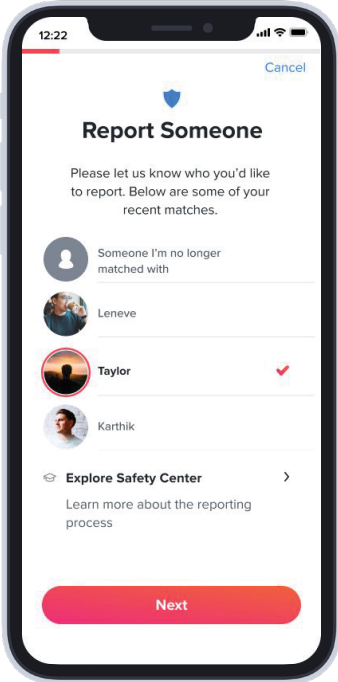 12:22
Cancel
Report Someone
Please let us know who you’d like
to report. Below are some of your
recent matches.
Someone I’m no longer
matched with
Leneve
Taylor
Karthik
Explore Safety Center
Learn more about the reporting
process
Next